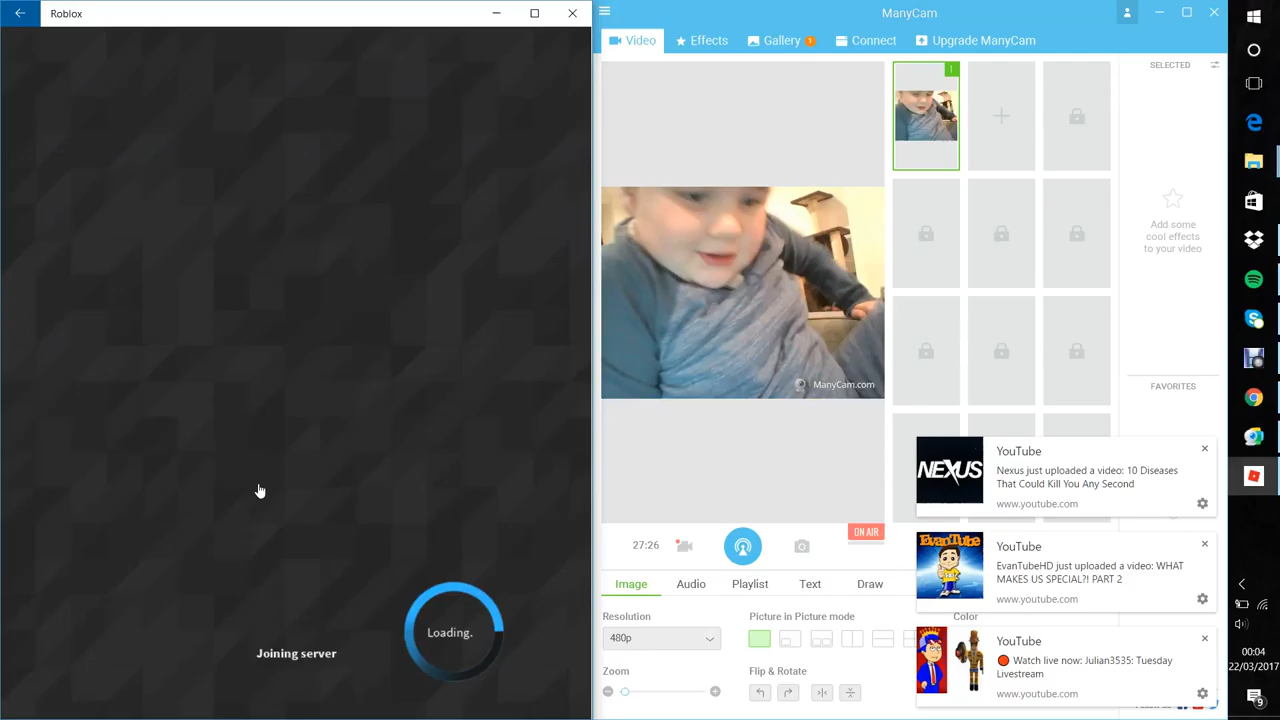 Roblox
Loading.
Joining server
ManyCam
Video
Effects
Gallery
1
Connect
Upgrade ManyCam
1
SELECTED
Add some
cool effects
to your video
FAVORITES
ManyCam.com
ON AIR
27:26
Image
Audio
Playlist
Text
Draw
Resolution
480p
Picture in Picture mode
Color
Zoom
Flip & Rotate
NEXUS
YouTube
Nexus just uploaded a video: 10 Diseases
That Could Kill You Any Second
www.youtube.com
EVANTUBE
YouTube
EvanTubeHD just uploaded a video: WHAT
MAKES US SPECIAL?! PART 2
www.youtube.com
YouTube
Watch live now: Julian3535: Tuesday
Livestream
www.youtube.com
00:04
22/03/2017
9